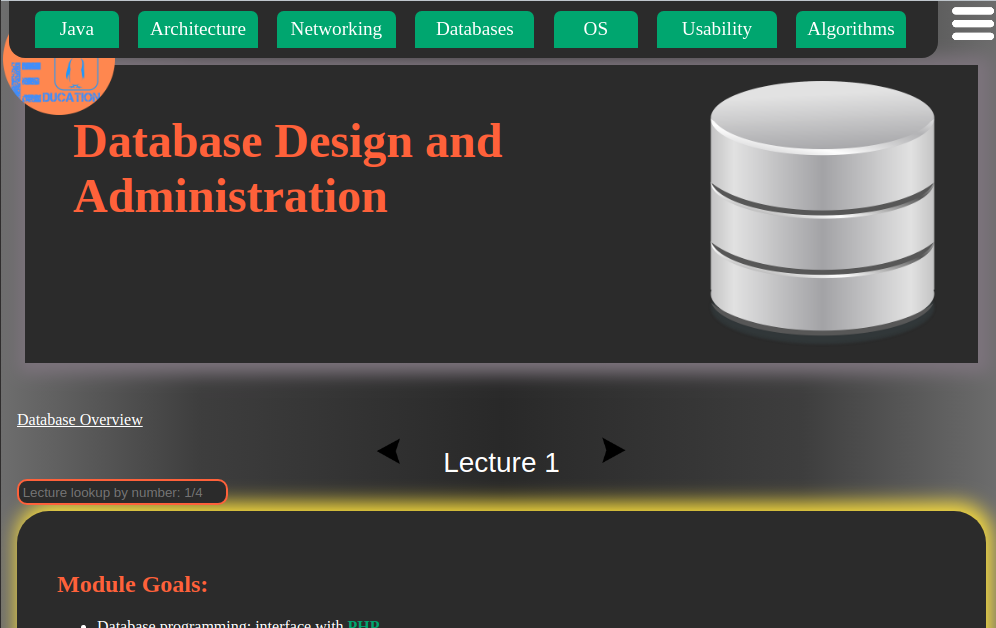 Java Architecture Networking Databases OS Usability Algorithms
EDUCATION
Database Design and
Administration
Database Overview
Lecture 1
Lecture lookup by number: 1/4
Module Goals:
Database programming: interface with PHP